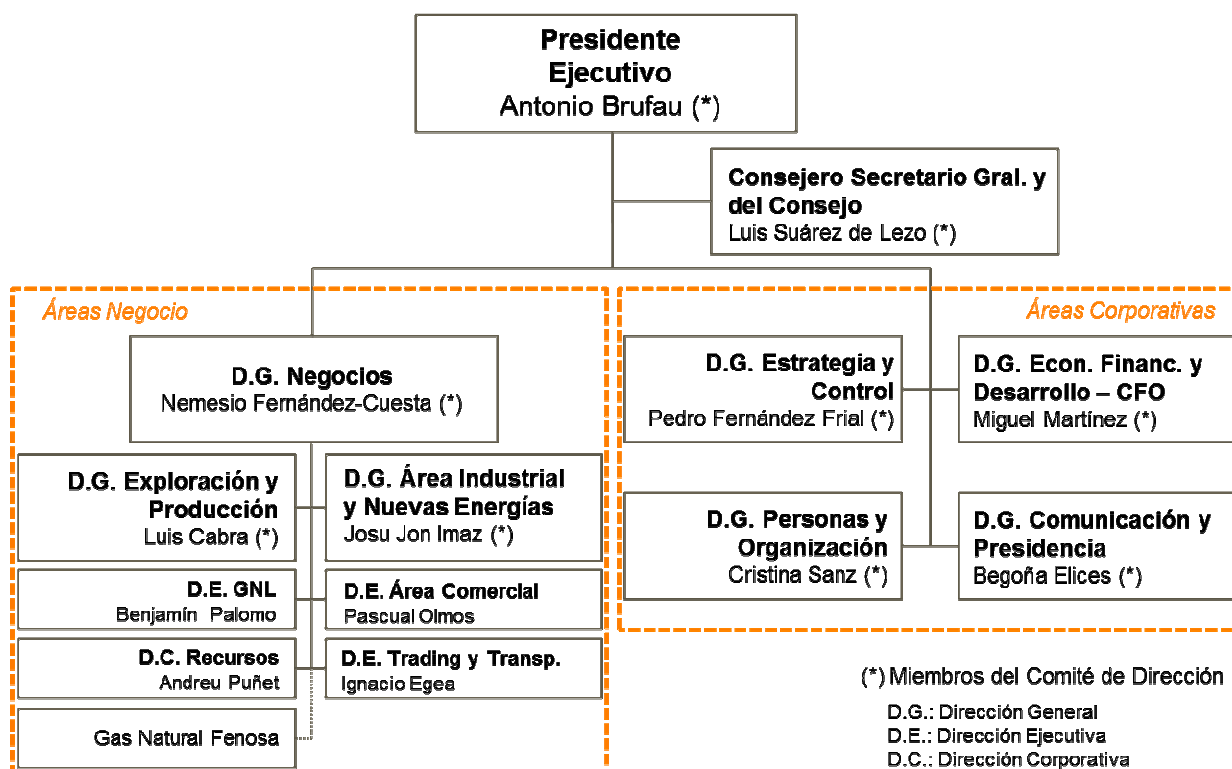 Presidente
Ejecutivo
Antonio Brufau (*)
Consejero Secretario Gral. y
del Consejo
Luis Suárez de Lezo (*)
Áreas Negocio
D.G. Negocios
Nemesio Fernández-Cuesta (*)
D.G. Exploración y
Producción
Luis Cabra (*)
D.G. Área Industrial
y Nuevas Energías
Josu Jon Imaz (*)
D.E. GNL
Benjamín Palomo
D.E. Área Comercial
Pascual Olmos
D.C. Recursos
Andreu Puñet
D.E. Trading y Transp.
Ignacio Egea
Gas Natural Fenosa
Áreas Corporativas
D.G. Estrategia y
Control
Pedro Fernández Frial (*)
D.G. Econ. Financ. y
Desarrollo – CFO
Miguel Martínez (*)
D.G. Personas y
Organización
Cristina Sanz (*)
D.G. Comunicación y
Presidencia
Begoña Elices (*)
(*) Miembros del Comité de Dirección
D.G.: Dirección General
D.E.: Dirección Ejecutiva
D.C.: Dirección Corporativa